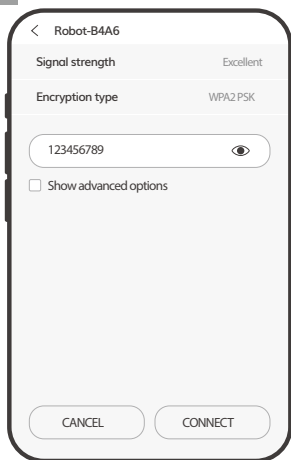 < Robot-B4A6
Signal strength Excellent
Encryption type WPA2 PSK
123456789
Show advanced options
CANCEL CONNECT